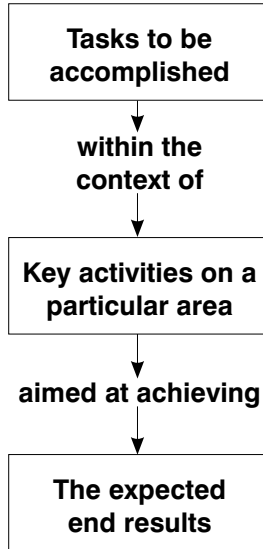 Tasks to be
accomplished
within the
context of
Key activities on a
particular area
aimed at achieving
The expected
end results